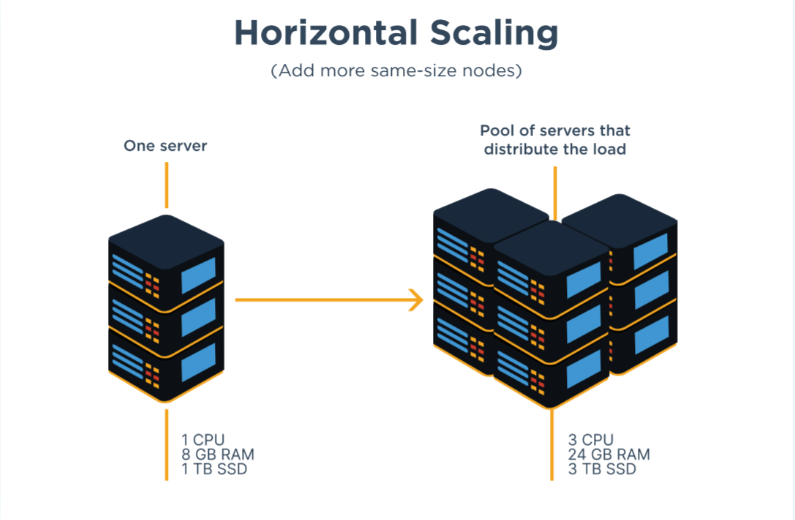 Horizontal Scaling
(Add more same-size nodes)
One server
Pool of servers that
distribute the load
1 CPU
8 GB RAM
1 TB SSD
3 CPU
24 GB RAM
3 TB SSD